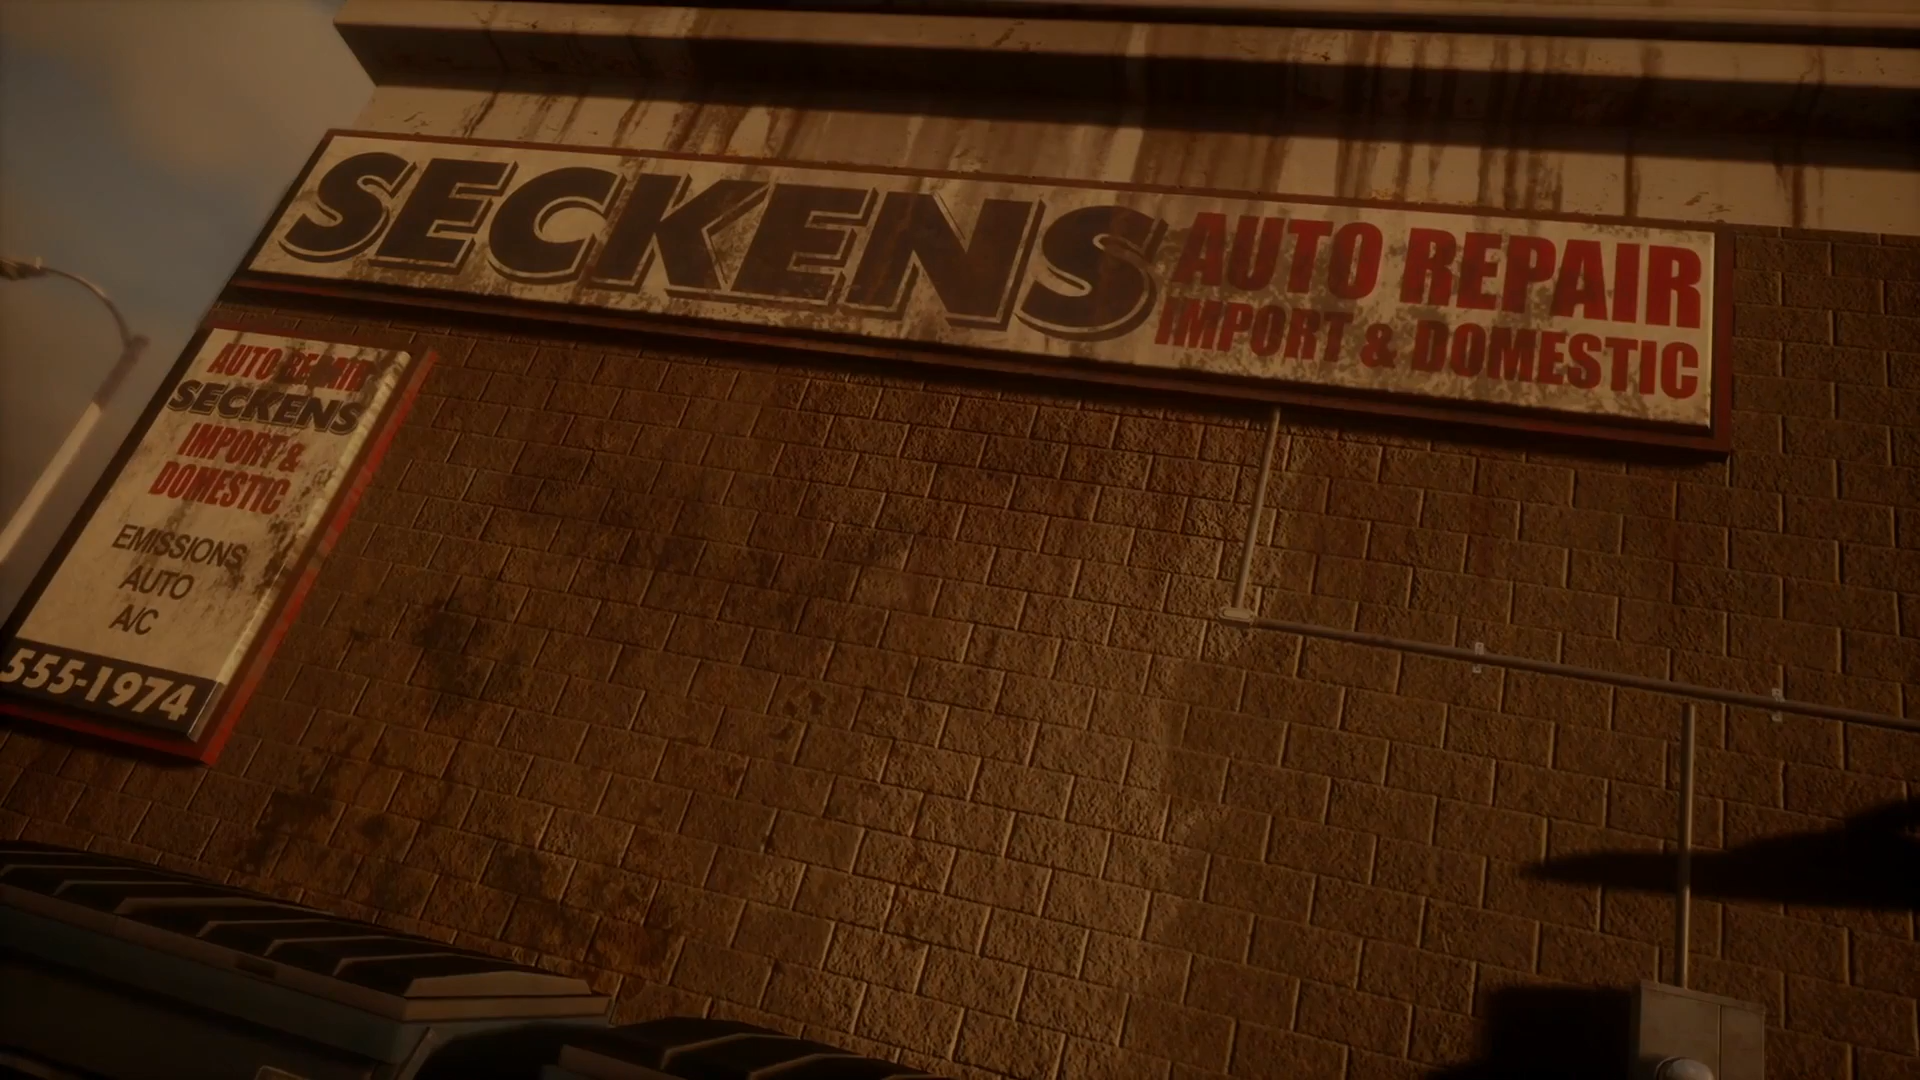 SECKENS
AUTO REPAIR
IMPORT & DOMESTIC
AUTO REPAIR
SECKENS
IMPORT &
DOMESTIC
EMISSIONS
AUTO
A/C
555-1974